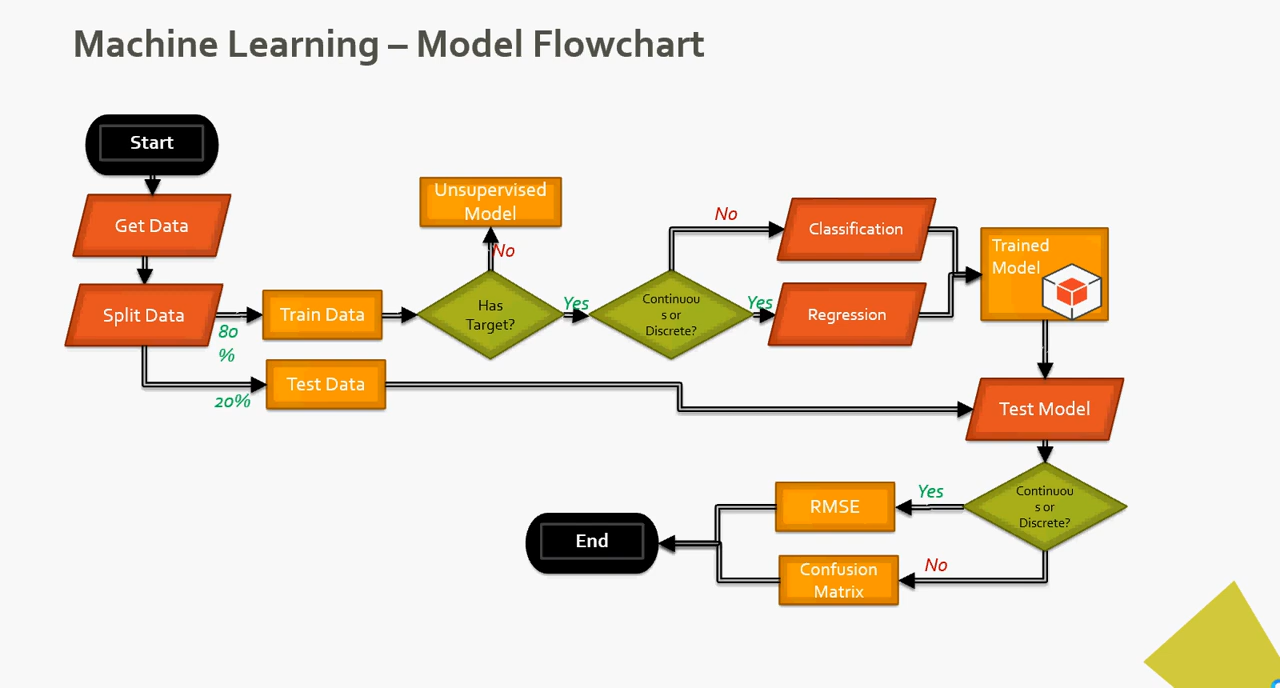 Machine Learning – Model Flowchart
Start
Get Data
Split Data
80
%
20%
Train Data
Test Data
Unsupervised
Model
No
Has
Target?
Yes
Continuou
s or
Discrete?
No
Yes
Classification
Regression
Trained
Model
Test Model
Continuou
s or
Discrete?
Yes
No
RMSE
Confusion
Matrix
End